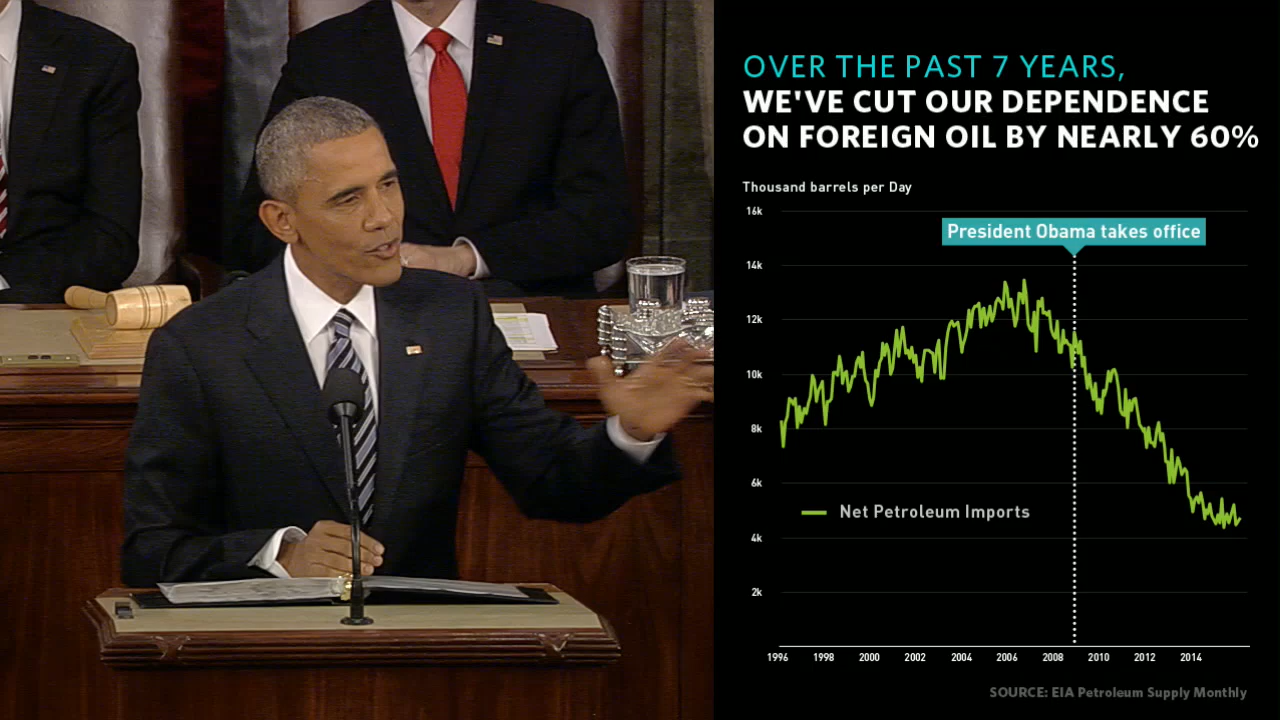 OVER THE PAST 7 YEARS,
WE'VE CUT OUR DEPENDENCE
ON FOREIGN OIL BY NEARLY 60%
Thousand barrels per Day
16k
President Obama takes office
14k
12k
10k
8k
6k
Net Petroleum Imports
4k
2k
1996 1998 2000 2002 2004 2006 2008 2010 2012 2014
SOURCE: EIA Petroleum Supply Monthly